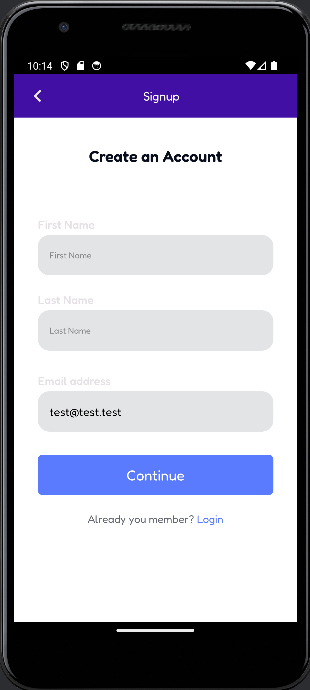 10:14
Signup
Create an Account
First Name
First Name
Last Name
Last Name
Email address
test@test.test
Continue
Already you member? Login